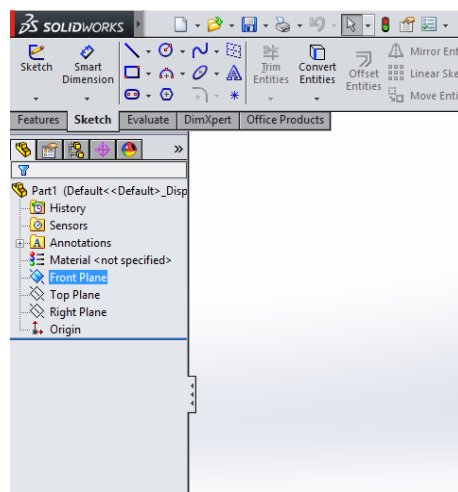 SOLIDWORKS
Sketch
Smart
Dimension
Trim
Entities
Convert
Entities
Offset
Entities
Mirror Ent
Linear Ske
Move Enti
Features Sketch Evaluate DimXpert Office Products
»
Part1 (Default<<Default>_Disp
History
Sensors
A Annotations
Material <not specified>
Front Plane
Top Plane
Right Plane
Origin